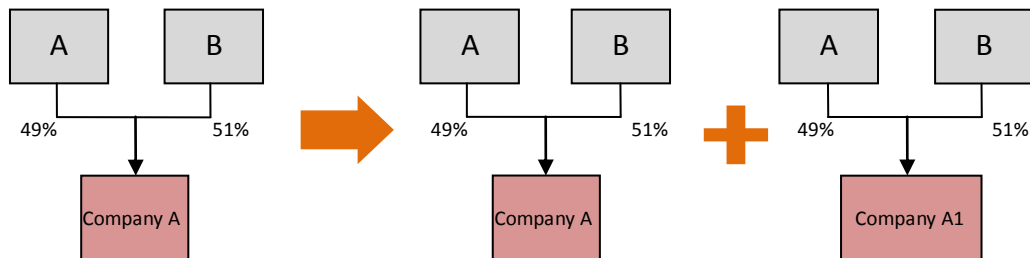 A B A B A B
49% 51% 49% 51% 49% 51%
Company A Company A Company A1